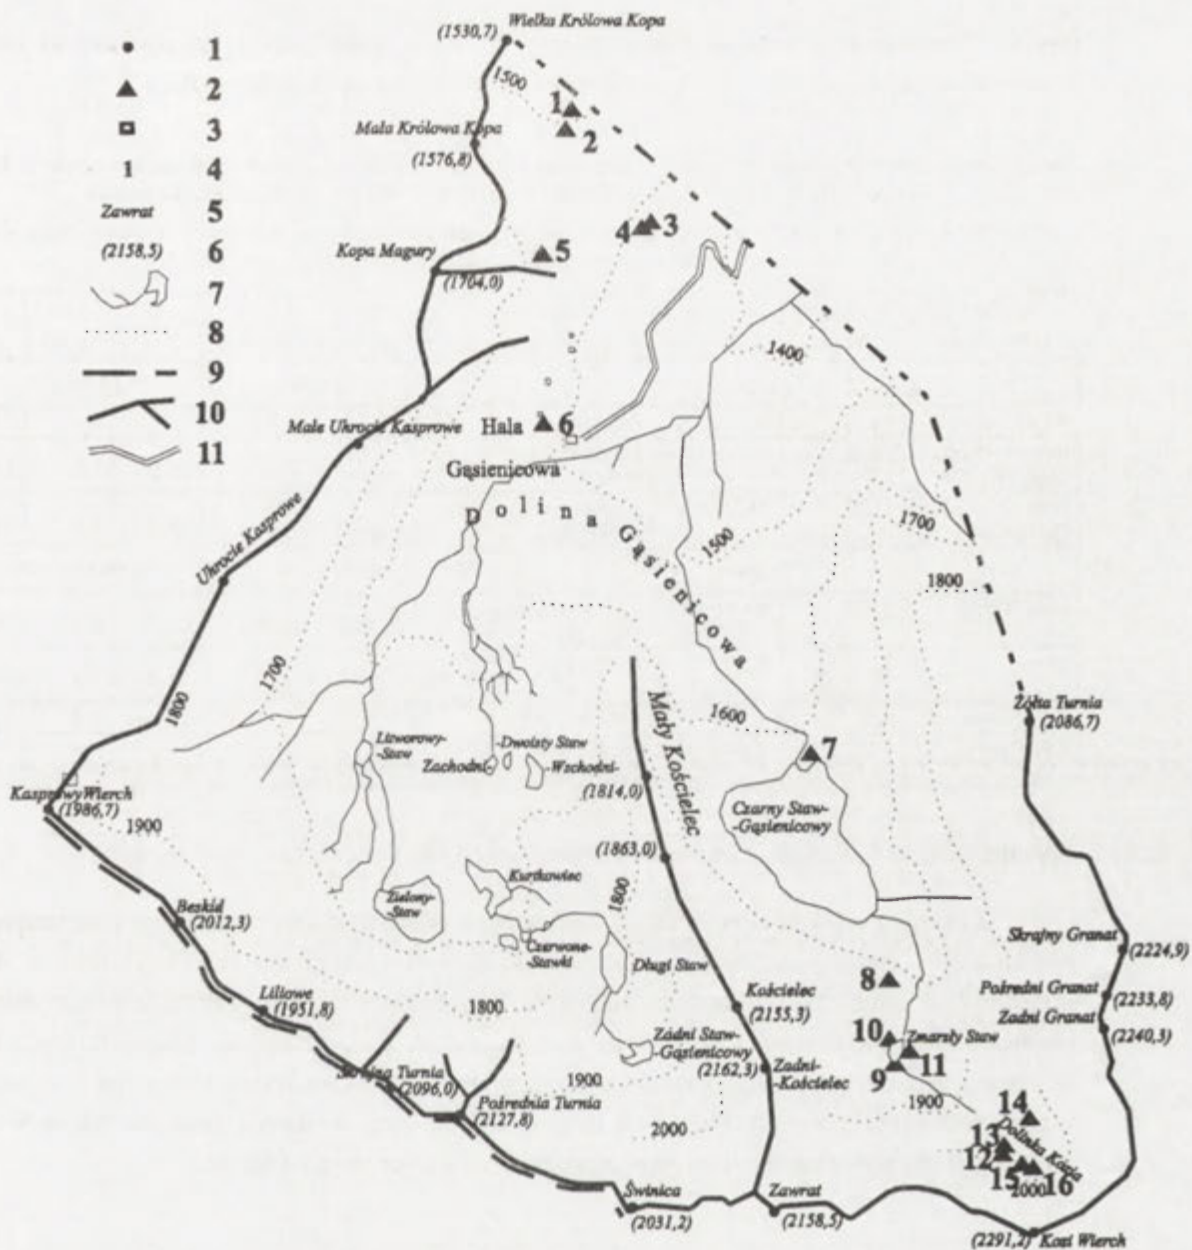 Wielka Królowa Kopa
(1530,7)
1
2
3
1 4
Zawrat 5
(2158,5) 6
7
8
9
10
11
1500
1
2
Mała Królowa Kopa
(1576,8)
3
4
5
Kopa Magury
(1704,0)
1400
Hala 6
Małe Uhrocie Kasprowe
Gąsienicowa
Dolina Gąsienicowa
1500
1700
1800
Uhrocie Kasprowe
1700
1800
Mały Kościelec
1600
Żółta Turnia
(2086,7)
Litworowy-
-Staw
-Dwoisty Staw
Zachodni-
-Wschodni-
7
(1814,0)
Kasprowy Wierch
(1986,7)
1900
Czarny Staw-
-Gąsienicowy
(1863,0)
Kurtkowiec
1800
Zielony-
-Staw
Beskid
(2012,3)
Czerwone-
-Stawki
Długi Staw
Skrajny Granat
(2224,9)
8
Pośredni Granat
(2233,8)
Zadni Granat
(2240,3)
Liliowe
(1951,8)
1800
Kościelec
(2155,3)
10
Zmarzły Staw
11
9
Zadni Staw-
-Gąsienicowy
(2162,3)
Zadni-
-Kościelec
1900
Turnia
(2096,0)
Pośrednia Turnia
(2127,8)
1900
14
2000
13
Dolinka Kozia
12
15
16
2000
Świnica
(2031,2)
Zawrat
(2158,5)
(2291,2)
Kozi Wierch